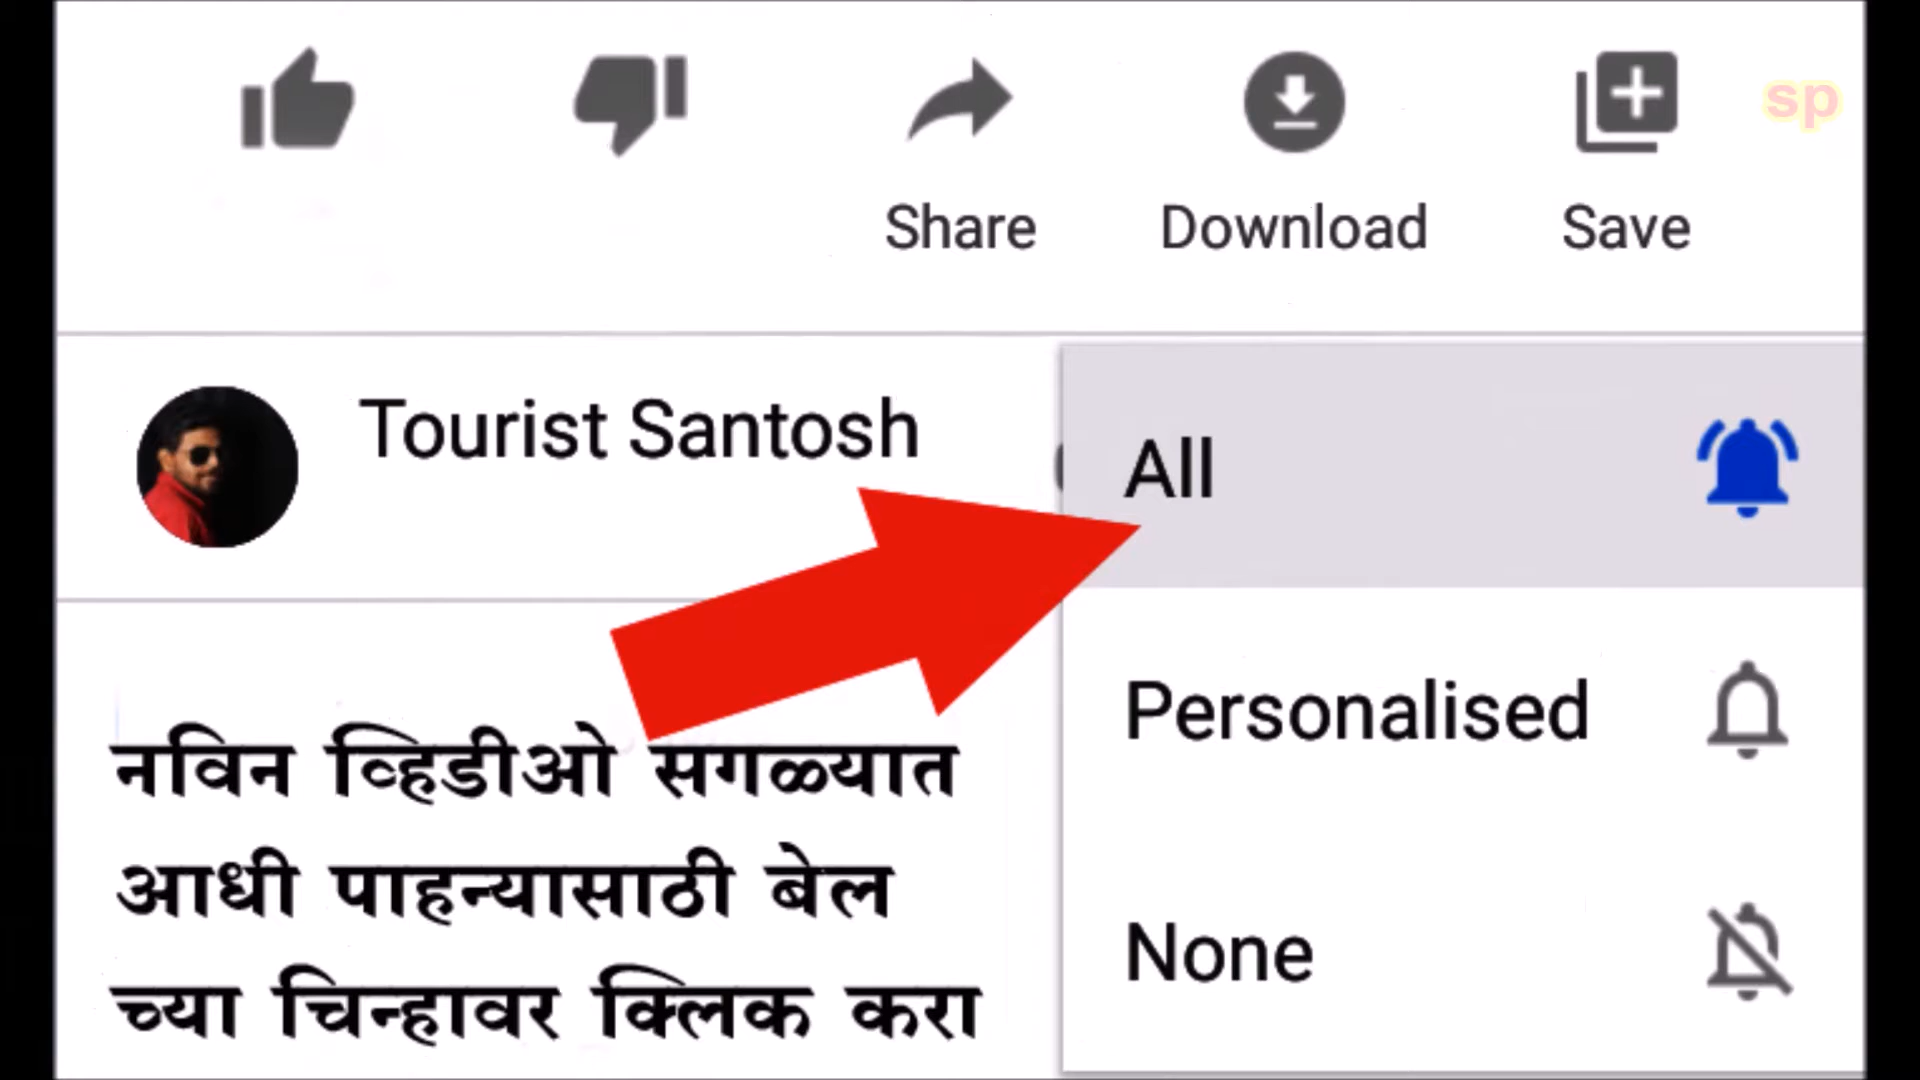 sp
Share
Download
Save
Tourist Santosh
All
Personalised
None
नविन व्हिडीओ सगळ्यात
आधी पाहन्यासाठी बेल
च्या चिन्हावर क्लिक करा